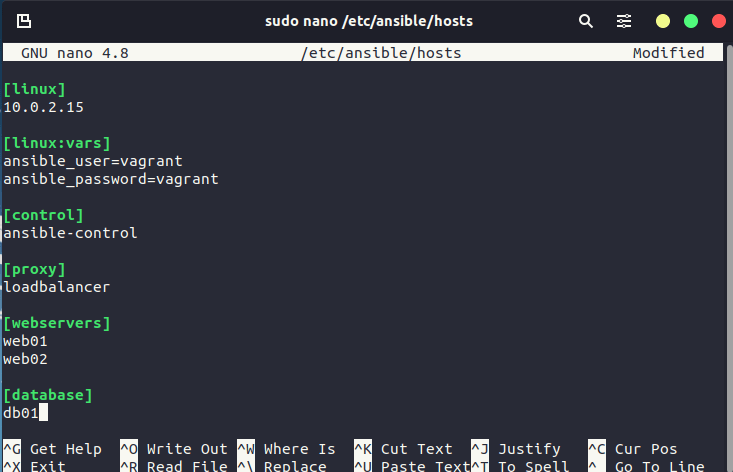 sudo nano /etc/ansible/hosts
GNU nano 4.8 /etc/ansible/hosts Modified
[linux]
10.0.2.15
[linux:vars]
ansible_user=vagrant
ansible_password=vagrant
[control]
ansible-control
[proxy]
loadbalancer
[webservers]
web01
web02
[database]
db01
^G Get Help ^O Write Out ^W Where Is ^K Cut Text ^J Justify ^C Cur Pos
^X Exit ^R Read File ^\ Replace ^U Paste Text ^T To Spell ^_ Go To Line